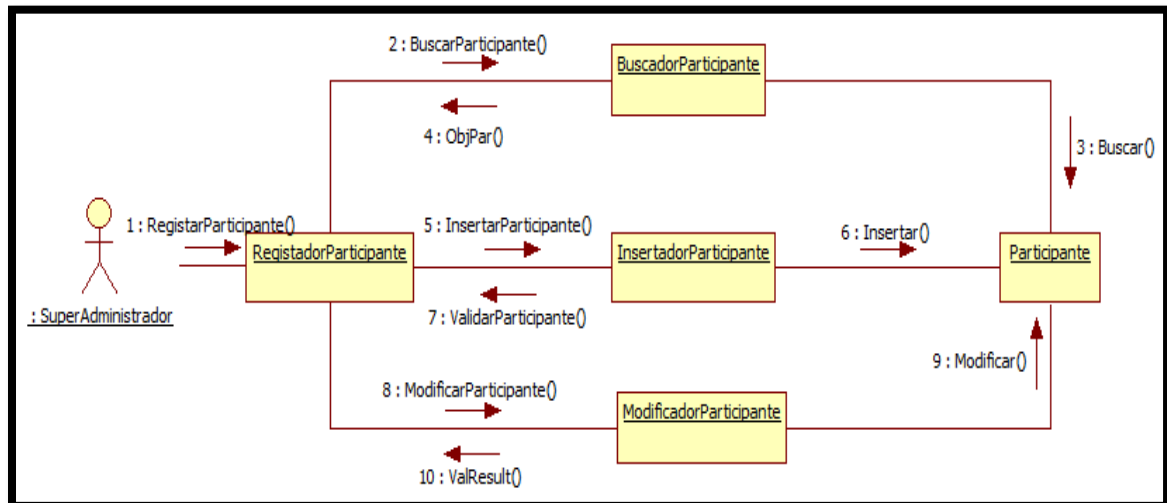 2 : BuscarParticipante()
BuscadorParticipante
4 : ObjPar()
3 : Buscar()
1 : RegistarParticipante()
5 : InsertarParticipante()
6 : Insertar()
RegistadorParticipante
InsertadorParticipante
Participante
: SuperAdministrador
7 : ValidarParticipante()
9 : Modificar()
8 : ModificarParticipante()
ModificadorParticipante
10 : ValResult()